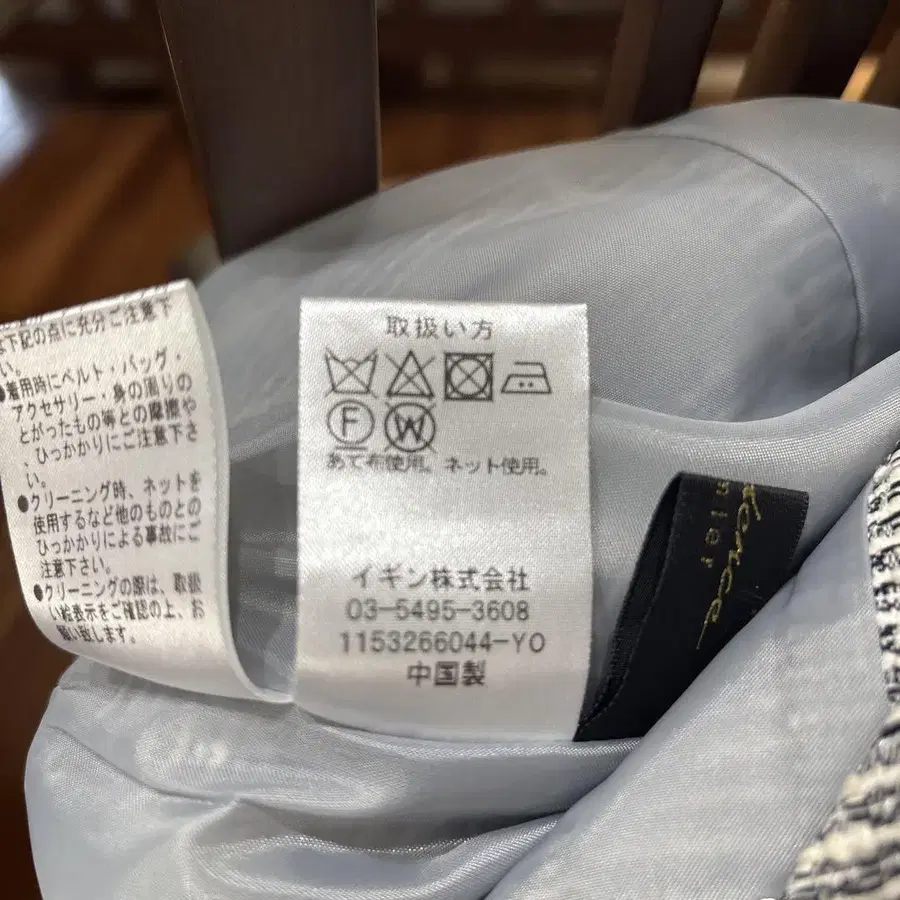 下記の点に充分ご注意下
い。
●着用時にベルト・バッグ・
アクセサリー・身の周りの
とがったもの等との摩擦や
ひっかかりにご注意下さ
い。
●クリーニング時、ネットを
使用するなど他のものとの
ひっかかりによる事故にご
注意下さい。
●クリーニングの際は、取扱
い絵表示をご確認の上、お
願い致します。
取扱い方
F W
あて布使用。ネット使用。
イギン株式会社
03-5495-3608
1153266044-YO
中国製